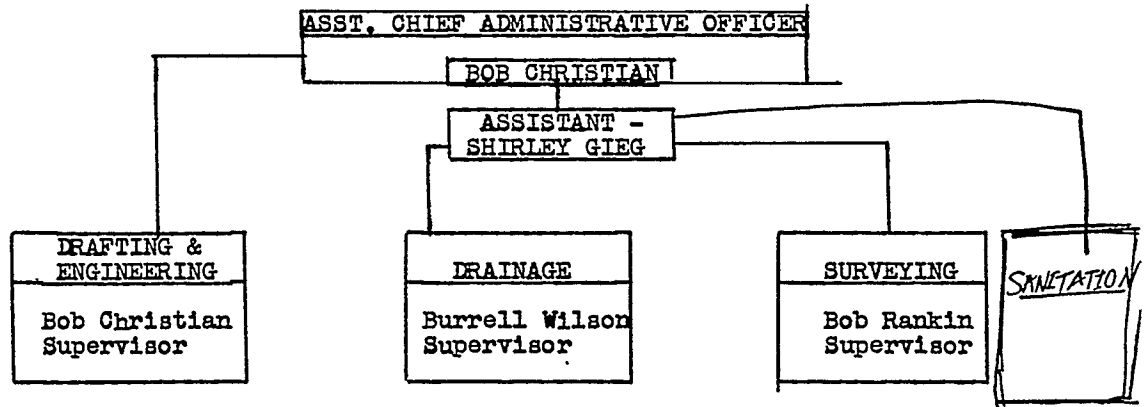 ASST. CHIEF ADMINISTRATIVE OFFICER
BOB CHRISTIAN
ASSISTANT -
SHIRLEY GIEG
DRAFTING &
ENGINEERING
Bob Christian
Supervisor
DRAINAGE
Burrell Wilson
Supervisor
SURVEYING
Bob Rankin
Supervisor
SANITATION